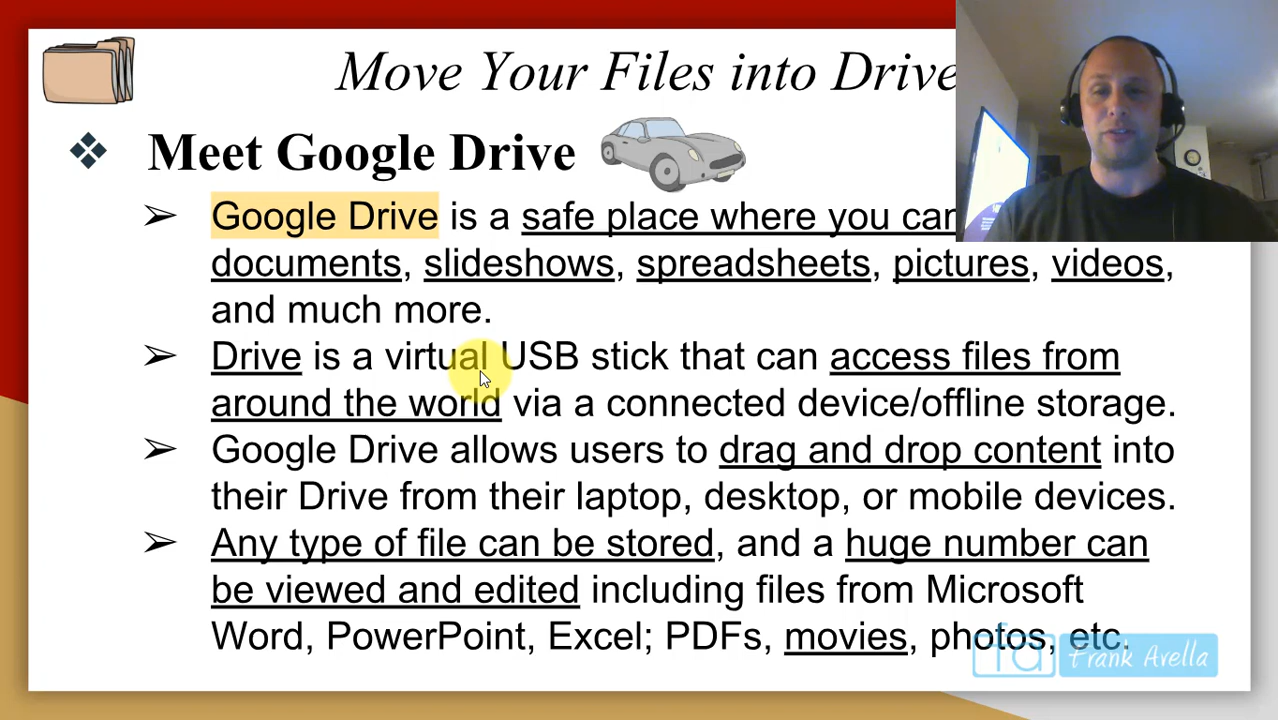 Move Your Files into Drive
Meet Google Drive
Google Drive is a safe place where you can
documents, slideshows, spreadsheets, pictures, videos,
and much more.
Drive is a virtual USB stick that can access files from
around the world via a connected device/offline storage.
Google Drive allows users to drag and drop content into
their Drive from their laptop, desktop, or mobile devices.
Any type of file can be stored, and a huge number can
be viewed and edited including files from Microsoft
Word, PowerPoint, Excel; PDFs, movies, photos, etc.
fa Frank Avella